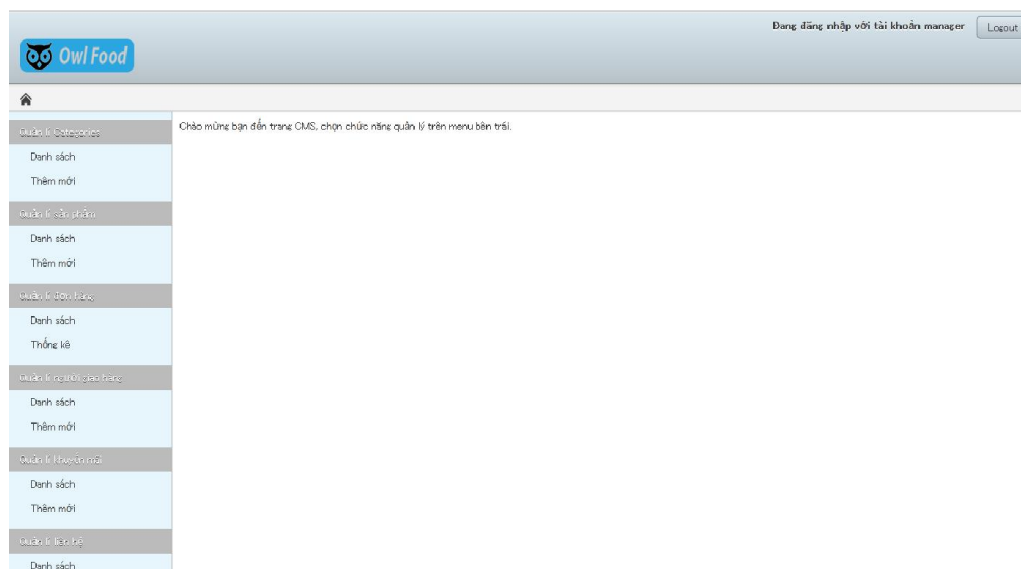 Đang đăng nhập với tài khoản manager
Logout
Owl Food
Chào mừng bạn đến trang CMS, chọn chức năng quản lý trên menu bên trái.
Quản lí Categories
Danh sách
Thêm mới
Quản lí sản phẩm
Danh sách
Thêm mới
Quản lí đơn hàng
Danh sách
Thống kê
Quản lí người giao hàng
Danh sách
Thêm mới
Quản lí khuyến mãi
Danh sách
Thêm mới
Quản lí liên hệ
Danh sách